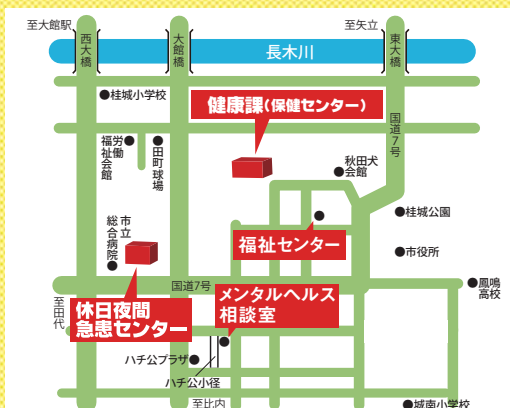 至大館駅
至矢立
西大橋
大館橋
東大橋
長木川
●桂城小学校
健康課(保健センター)
国道7号
労働
福祉会館
田町球場
秋田犬
会館
桂城公園
市立
総合病院
福祉センター
市役所
国道7号
メンタルヘルス
相談室
鳳鳴
高校
至田代
休日夜間
急患センター
ハチ公プラザ
ハチ公小径
至比内
城南小学校